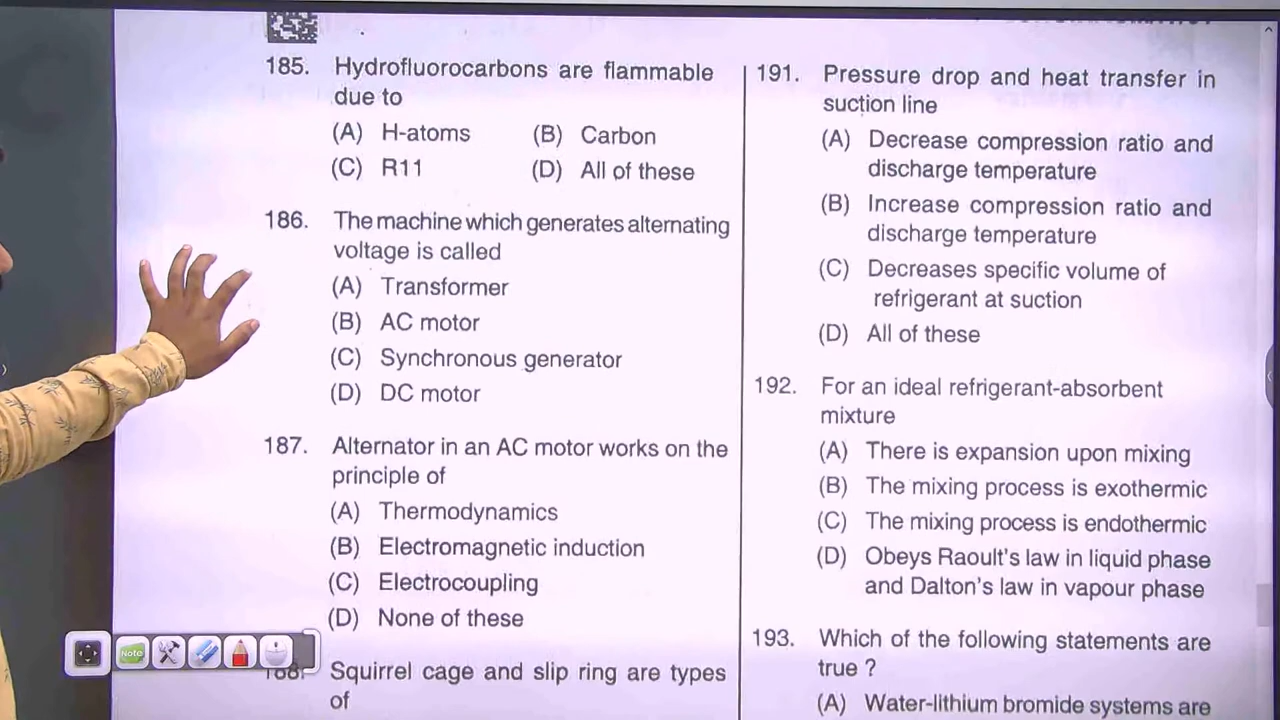 185. Hydrofluorocarbons are flammable
due to
(A) H-atoms (B) Carbon
(C) R11 (D) All of these
186. The machine which generates alternating
voltage is called
(A) Transformer
(B) AC motor
(C) Synchronous generator
(D) DC motor
187. Alternator in an AC motor works on the
principle of
(A) Thermodynamics
(B) Electromagnetic induction
(C) Electrocoupling
(D) None of these
Note
188. Squirrel cage and slip ring are types
of
191. Pressure drop and heat transfer in
suction line
(A) Decrease compression ratio and
discharge temperature
(B) Increase compression ratio and
discharge temperature
(C) Decreases specific volume of
refrigerant at suction
(D) All of these
192. For an ideal refrigerant-absorbent
mixture
(A) There is expansion upon mixing
(B) The mixing process is exothermic
(C) The mixing process is endothermic
(D) Obeys Raoult's law in liquid phase
and Dalton's law in vapour phase
193. Which of the following statements are
true ?
(A) Water-lithium bromide systems are